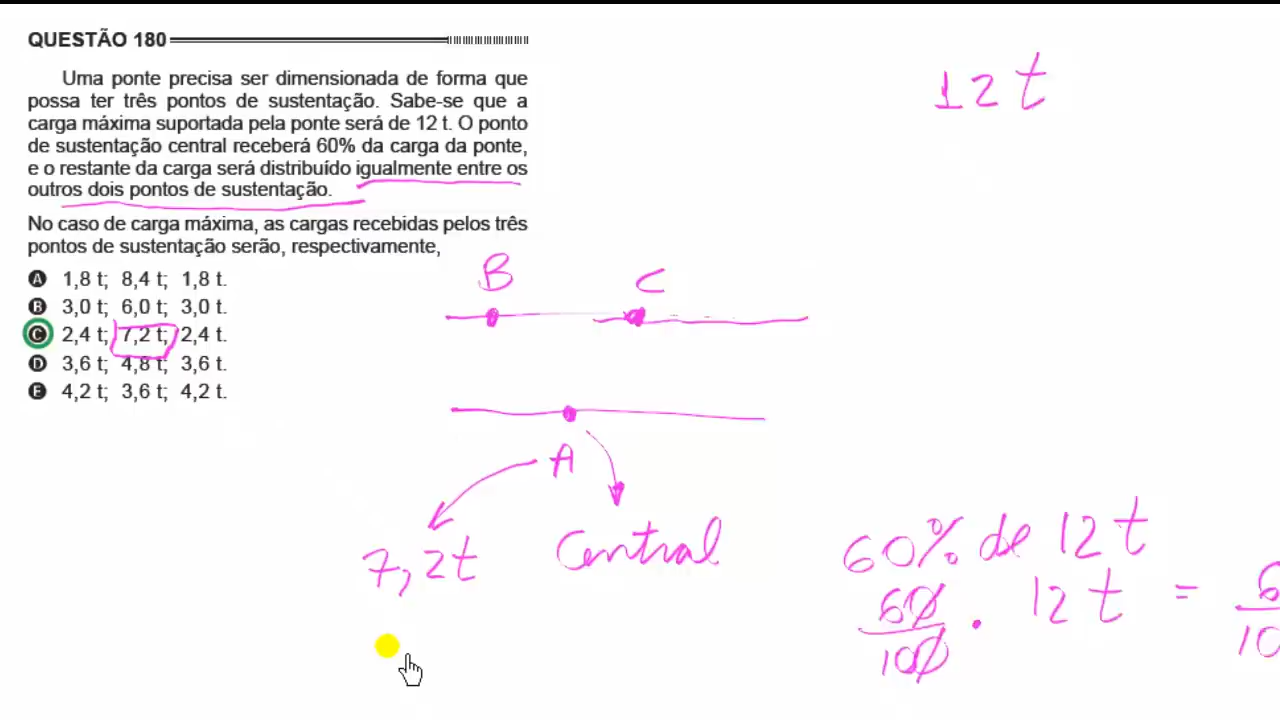 QUESTÃO 180
Uma ponte precisa ser dimensionada de forma que
possa ter três pontos de sustentação. Sabe-se que a
carga máxima suportada pela ponte será de 12 t. O ponto
de sustentação central receberá 60% da carga da ponte,
e o restante da carga será distribuído igualmente entre os
outros dois pontos de sustentação.
No caso de carga máxima, as cargas recebidas pelos três
pontos de sustentação serão, respectivamente,
A 1,8 t; 8,4 t; 1,8 t.
B 3,0 t; 6,0 t; 3,0 t.
C 2,4 t; 7,2 t; 2,4 t.
D 3,6 t; 4,8 t; 3,6 t.
E 4,2 t; 3,6 t; 4,2 t.
12 t
B C
A
7,2t Central
60% de 12 t
60/100 . 12 t = 6/10